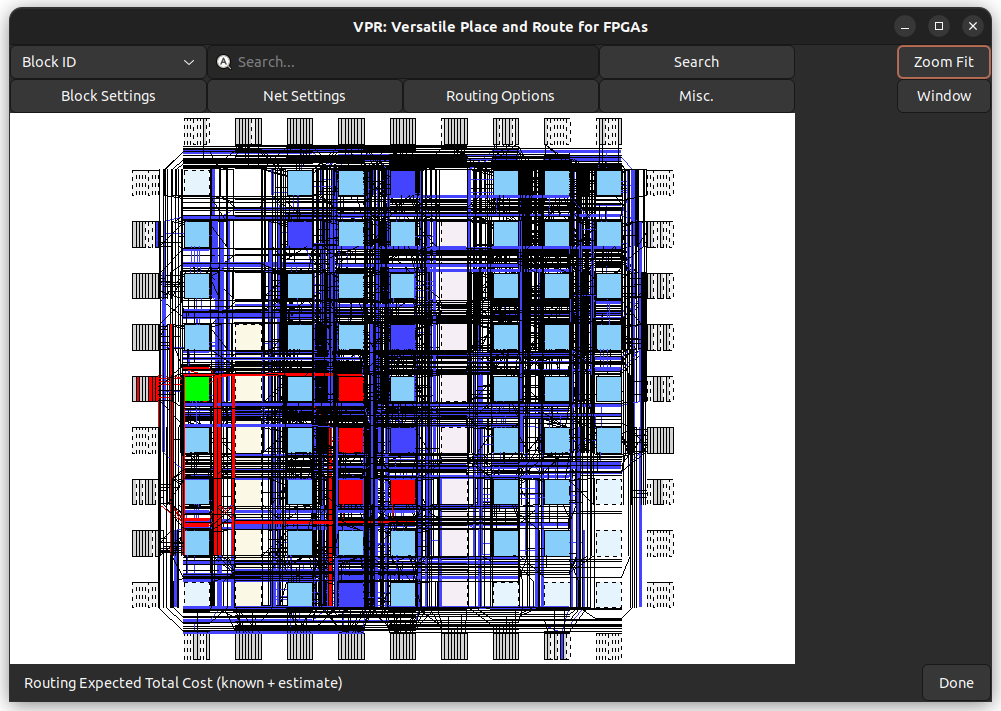 VPR: Versatile Place and Route for FPGAs
Block ID
Search...
Search
Zoom Fit
Block Settings
Net Settings
Routing Options
Misc.
Window
Routing Expected Total Cost (known + estimate)
Done